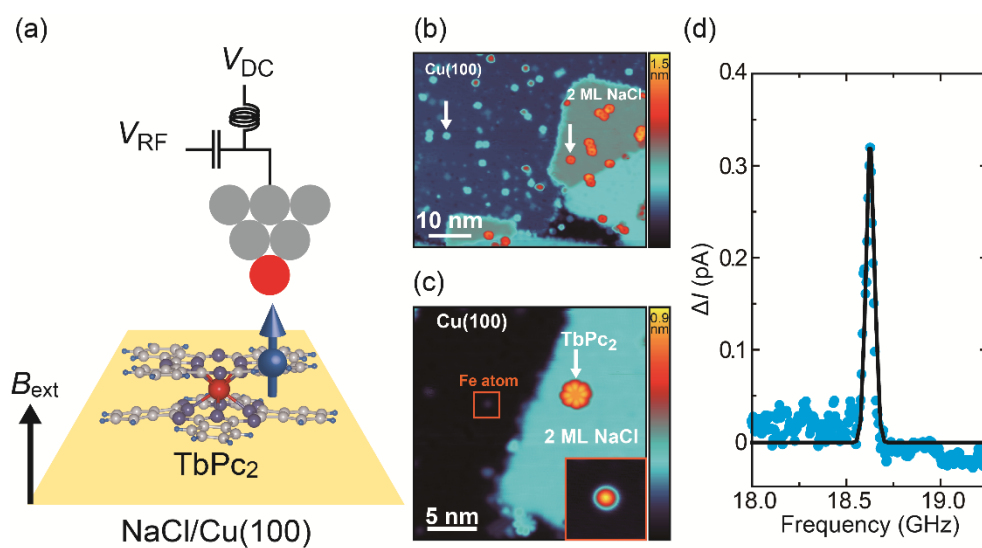 (a)
V_DC
V_RF
B_ext
TbPc₂
NaCl/Cu(100)
(b)
Cu(100)
2 ML NaCl
10 nm
1.5 nm
(c)
Cu(100)
TbPc₂
Fe atom
2 ML NaCl
5 nm
0.9 nm
(d)
0.4
0.3
0.2
0.1
0
ΔI (pA)
18.0 18.5 19.0
Frequency (GHz)